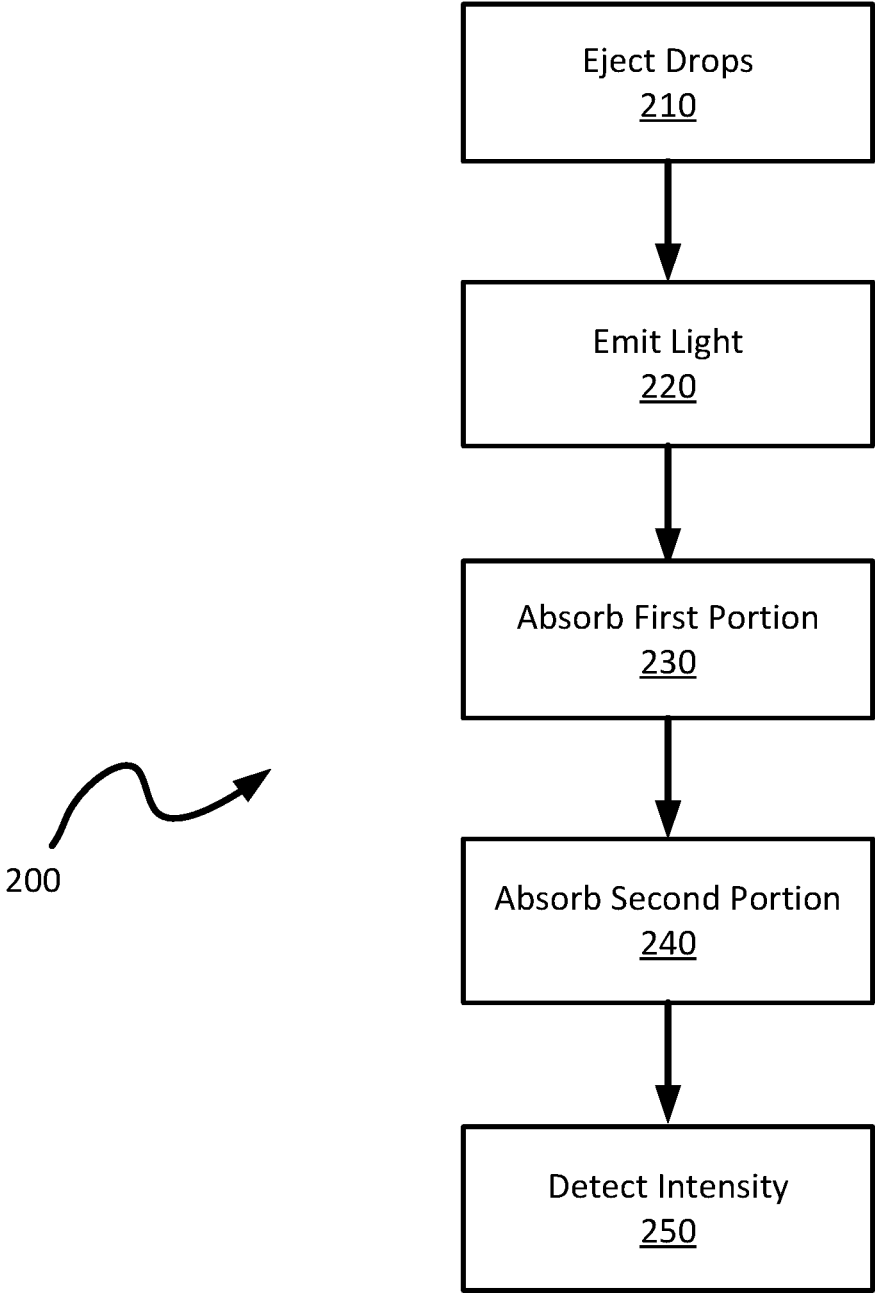 Eject Drops
210
Emit Light
220
Absorb First Portion
230
200
Absorb Second Portion
240
Detect Intensity
250